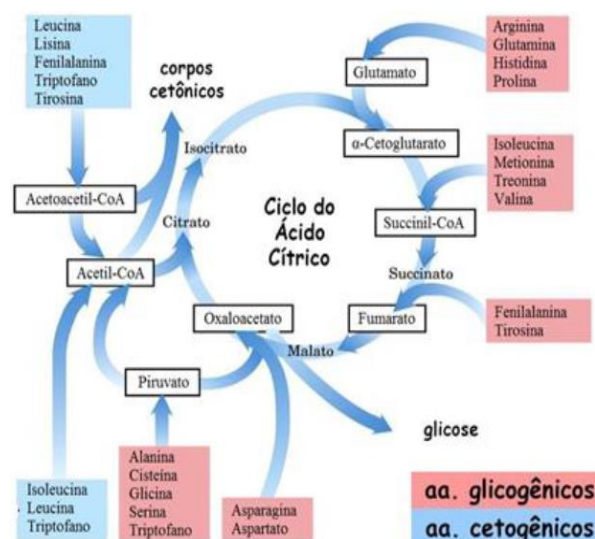 Leucina
Lisina
Fenilalanina
Triptofano
Tirosina
corpos
cetônicos
Arginina
Glutamina
Histidina
Prolina
Glutamato
Isocitrato
α-Cetoglutarato
Isoleucina
Metionina
Treonina
Valina
Acetoacetil-CoA
Citrato
Ciclo do
Ácido
Cítrico
Succinil-CoA
Acetil-CoA
Succinato
Oxaloacetato
Fumarato
Fenilalanina
Tirosina
Malato
Piruvato
glicose
Alanina
Cisteína
Glicina
Serina
Triptofano
Isoleucina
Leucina
Triptofano
Asparagina
Aspartato
aa. glicogênicos
aa. cetogênicos